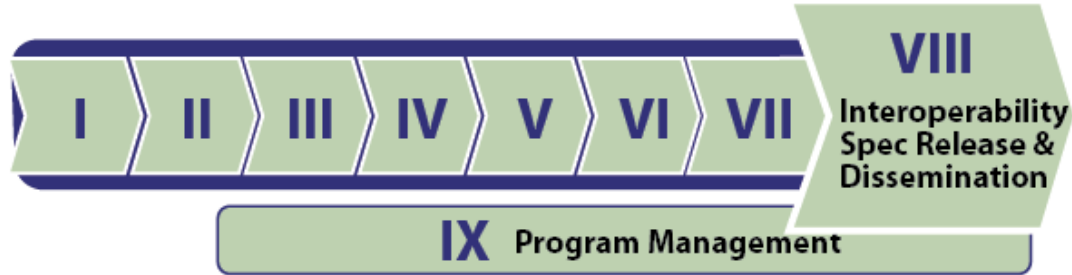 I II III IV V VI VII
VIII
Interoperability
Spec Release &
Dissemination
IX Program Management